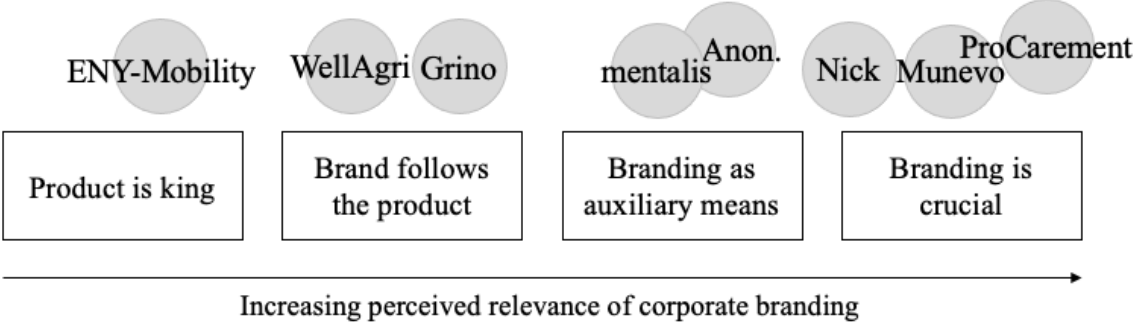 ENY-Mobility
WellAgri
Grino
mentalis
Anon.
Nick
Munevo
ProCarement
Product is king
Brand follows
the product
Branding as
auxiliary means
Branding is
crucial
Increasing perceived relevance of corporate branding